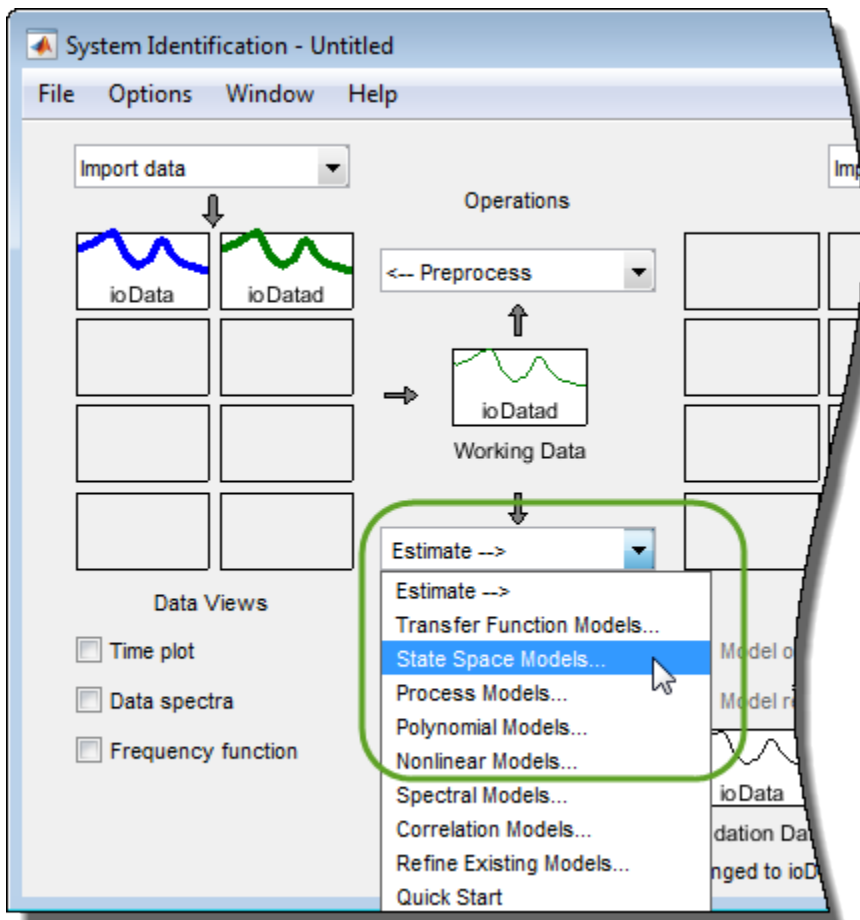 System Identification - Untitled
File Options Window Help
Import data
Operations
ioData
ioDatad
<-- Preprocess
ioDatad
Working Data
Estimate -->
Estimate -->
Transfer Function Models...
State Space Models...
Process Models...
Polynomial Models...
Nonlinear Models...
Spectral Models...
Correlation Models...
Refine Existing Models...
Quick Start
Data Views
Time plot
Data spectra
Frequency function
Model
Model
ioData